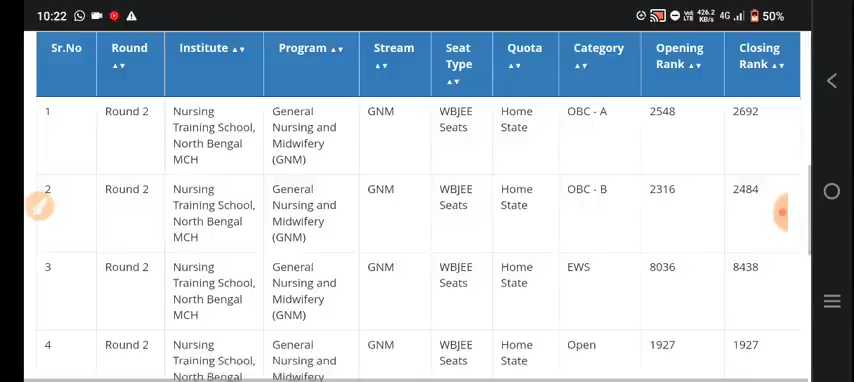 10:22 426.2 KB/s 4G 50%
Sr.No Round Institute Program Stream Seat Type Quota Category Opening Rank Closing Rank
1 Round 2 Nursing Training School, North Bengal MCH General Nursing and Midwifery (GNM) GNM WBJEE Seats Home State OBC - A 2548 2692
2 Round 2 Nursing Training School, North Bengal MCH General Nursing and Midwifery (GNM) GNM WBJEE Seats Home State OBC - B 2316 2484
3 Round 2 Nursing Training School, North Bengal MCH General Nursing and Midwifery (GNM) GNM WBJEE Seats Home State EWS 8036 8438
4 Round 2 Nursing Training School, North Bengal General Nursing and Midwifery GNM WBJEE Seats Home State Open 1927 1927